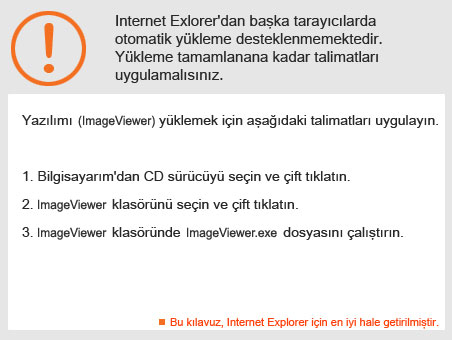 Internet Exlorer'dan başka tarayıcılarda
otomatik yükleme desteklenmemektedir.
Yükleme tamamlanana kadar talimatları
uygulamalısınız.
Yazılımı (ImageViewer) yüklemek için aşağıdaki talimatları uygulayın.
1. Bilgisayarım'dan CD sürücüyü seçin ve çift tıklatın.
2. ImageViewer klasörünü seçin ve çift tıklatın.
3. ImageViewer klasöründe ImageViewer.exe dosyasını çalıştırın.
Bu kılavuz, Internet Explorer için en iyi hale getirilmiştir.